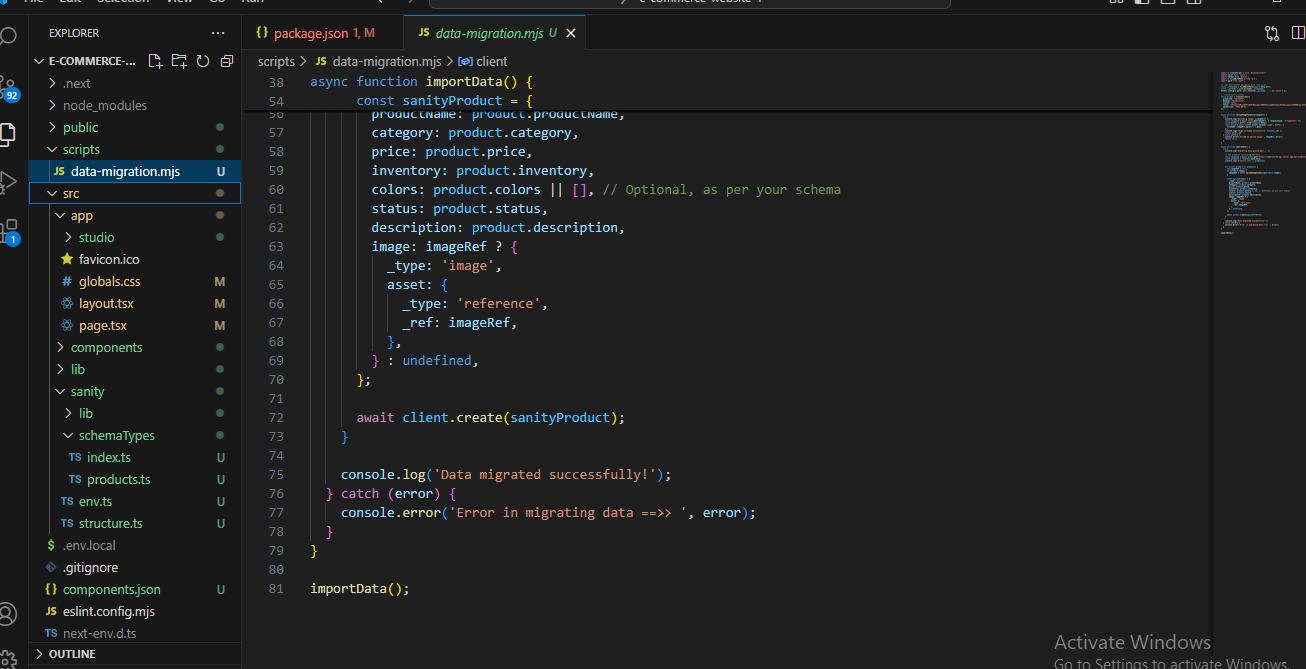 File Edit Selection View Go Run
e-commerce-website-1
EXPLORER
E-COMMERCE-...
.next
node_modules
public
scripts
JS data-migration.mjs U
src
app
studio
favicon.ico
# globals.css M
layout.tsx M
page.tsx M
components
lib
sanity
lib
schemaTypes
TS index.ts U
TS products.ts U
TS env.ts U
TS structure.ts U
$ .env.local
.gitignore
{} components.json U
JS eslint.config.mjs
TS next-env.d.ts
OUTLINE
92
1
{} package.json 1, M
JS data-migration.mjs U
scripts > JS data-migration.mjs > client
38 async function importData() {
54 const sanityProduct = {
56 productName: product.productName,
57 category: product.category,
58 price: product.price,
59 inventory: product.inventory,
60 colors: product.colors || [], // Optional, as per your schema
61 status: product.status,
62 description: product.description,
63 image: imageRef ? {
64 _type: 'image',
65 asset: {
66 _type: 'reference',
67 _ref: imageRef,
68 },
69 } : undefined,
70 };
71
72 await client.create(sanityProduct);
73 }
74
75 console.log('Data migrated successfully!');
76 } catch (error) {
77 console.error('Error in migrating data ==>> ', error);
78 }
79 }
80
81 importData();
Activate Windows
Go to Settings to activate Windows.